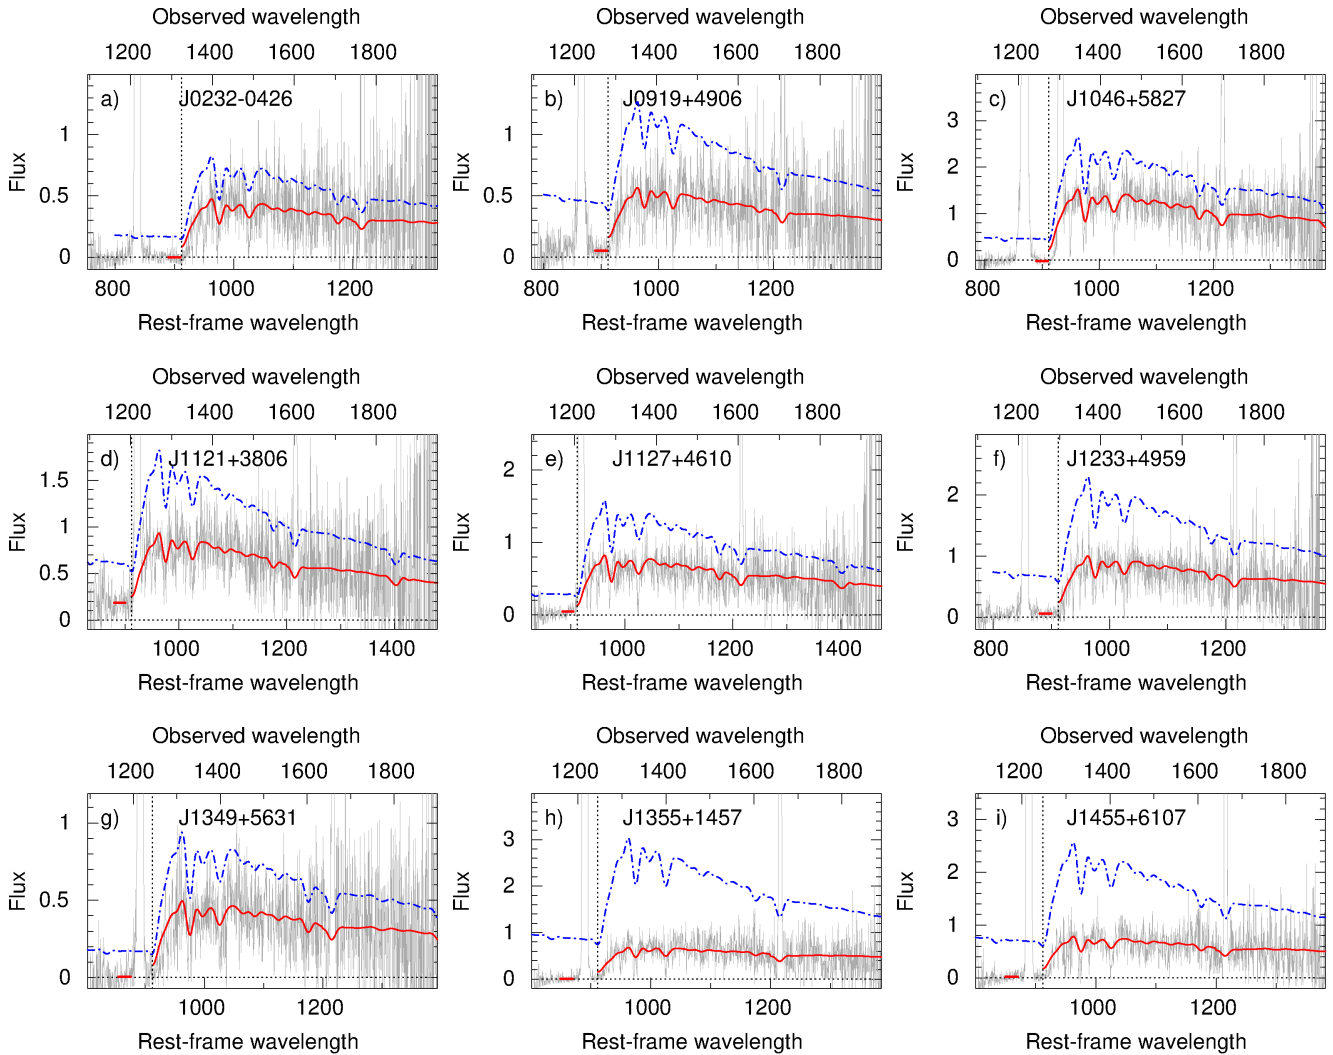 Observed wavelength Observed wavelength Observed wavelength
1200 1400 1600 1800 1200 1400 1600 1800 1200 1400 1600 1800
a) J0232-0426 b) J0919+4906 c) J1046+5827
Flux 1 0.5 0 Flux 1 0.5 0 Flux 3 2 1 0
800 1000 1200 800 1000 1200 800 1000 1200
Rest-frame wavelength Rest-frame wavelength Rest-frame wavelength
Observed wavelength Observed wavelength Observed wavelength
1200 1400 1600 1800 1200 1400 1600 1800 1200 1400 1600 1800
d) J1121+3806 e) J1127+4610 f) J1233+4959
Flux 1.5 1 0.5 0 Flux 2 1 0 Flux 2 1 0
1000 1200 1400 1000 1200 1400 800 1000 1200
Rest-frame wavelength Rest-frame wavelength Rest-frame wavelength
Observed wavelength Observed wavelength Observed wavelength
1200 1400 1600 1800 1200 1400 1600 1800 1200 1400 1600 1800
g) J1349+5631 h) J1355+1457 i) J1455+6107
Flux 1 0.5 0 Flux 3 2 1 0 Flux 3 2 1 0
1000 1200 1000 1200 1000 1200
Rest-frame wavelength Rest-frame wavelength Rest-frame wavelength